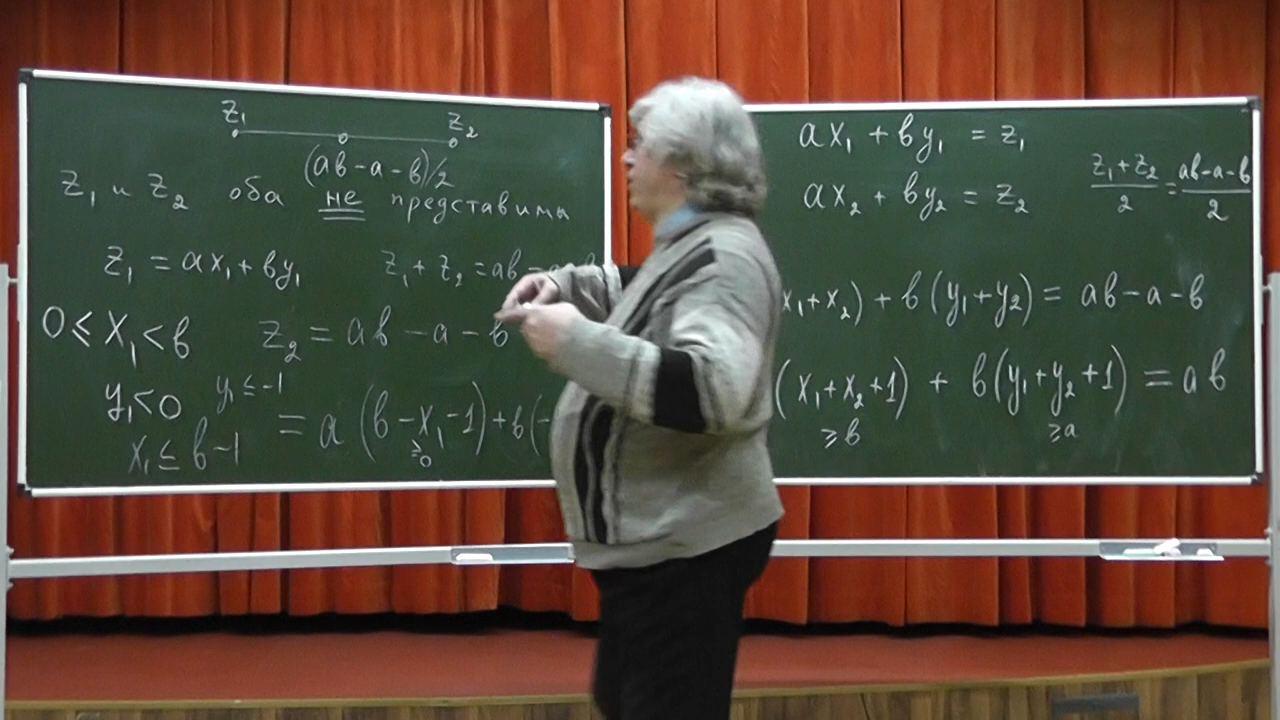 z₁ z₂
(ab-a-b)/2
z₁ и z₂ оба не представимы
z₁ = ax₁ + by₁
z₁ + z₂ = ab
0 ≤ x₁ < b
z₂ = ab - a - b
y₁ < 0 y₁ ≤ -1
= a (b - x₁ - 1) + b(-
≥0
x₁ ≤ b-1
ax₁ + by₁ = z₁
ax₂ + by₂ = z₂
(z₁+z₂)/2 = (ab-a-b)/2
x₁+x₂) + b(y₁+y₂) = ab-a-b
(x₁+x₂+1) + b(y₁+y₂+1) = ab
≥b ≥a